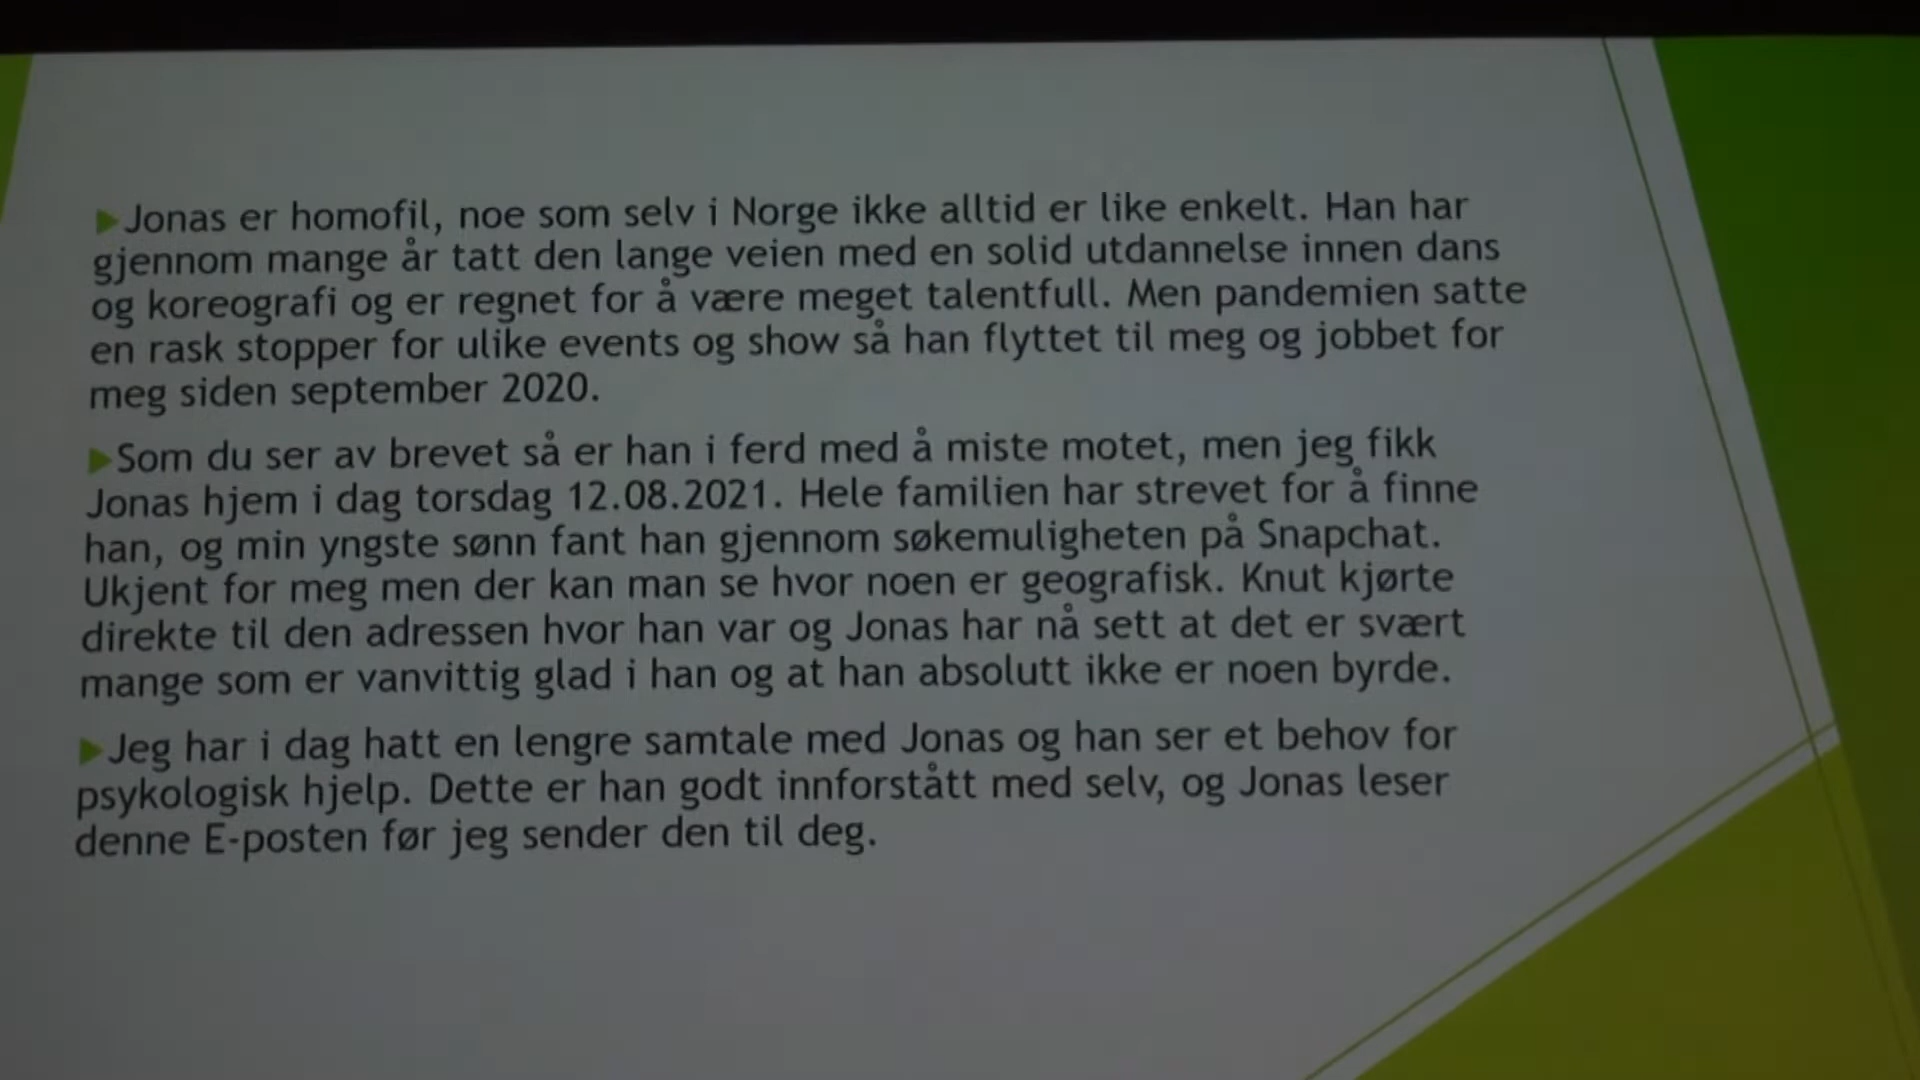 Jonas er homofil, noe som selv i Norge ikke alltid er like enkelt. Han har
gjennom mange år tatt den lange veien med en solid utdannelse innen dans
og koreografi og er regnet for å være meget talentfull. Men pandemien satte
en rask stopper for ulike events og show så han flyttet til meg og jobbet for
meg siden september 2020.
Som du ser av brevet så er han i ferd med å miste motet, men jeg fikk
Jonas hjem i dag torsdag 12.08.2021. Hele familien har strevet for å finne
han, og min yngste sønn fant han gjennom søkemuligheten på Snapchat.
Ukjent for meg men der kan man se hvor noen er geografisk. Knut kjørte
direkte til den adressen hvor han var og Jonas har nå sett at det er svært
mange som er vanvittig glad i han og at han absolutt ikke er noen byrde.
Jeg har i dag hatt en lengre samtale med Jonas og han ser et behov for
psykologisk hjelp. Dette er han godt innforstått med selv, og Jonas leser
denne E-posten før jeg sender den til deg.